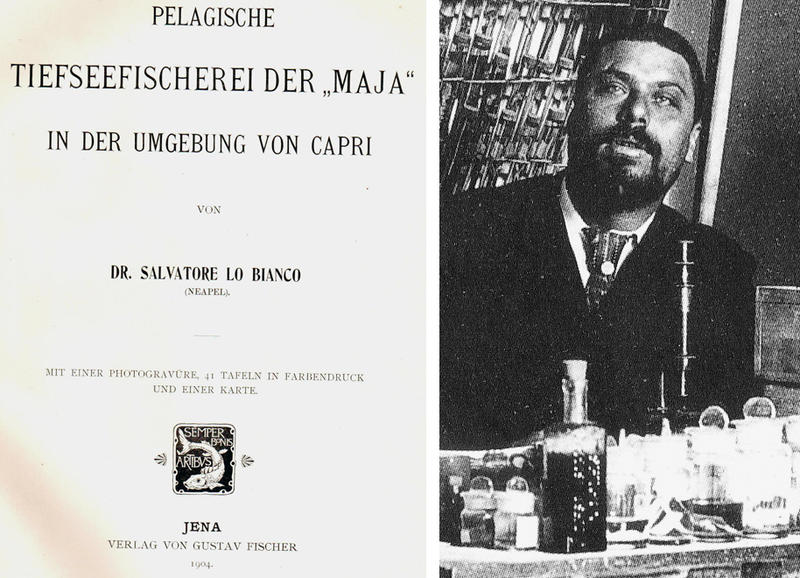 PELAGISCHE
TIEFSEEFISCHEREI DER „MAJA“
IN DER UMGEBUNG VON CAPRI
VON
DR. SALVATORE LO BIANCO
(NEAPEL).
MIT EINER PHOTOGRAVÜRE, 41 TAFELN IN FARBENDRUCK
UND EINER KARTE.
SEMPER
BONIS
ARTIBVS
JENA
VERLAG VON GUSTAV FISCHER
1904.